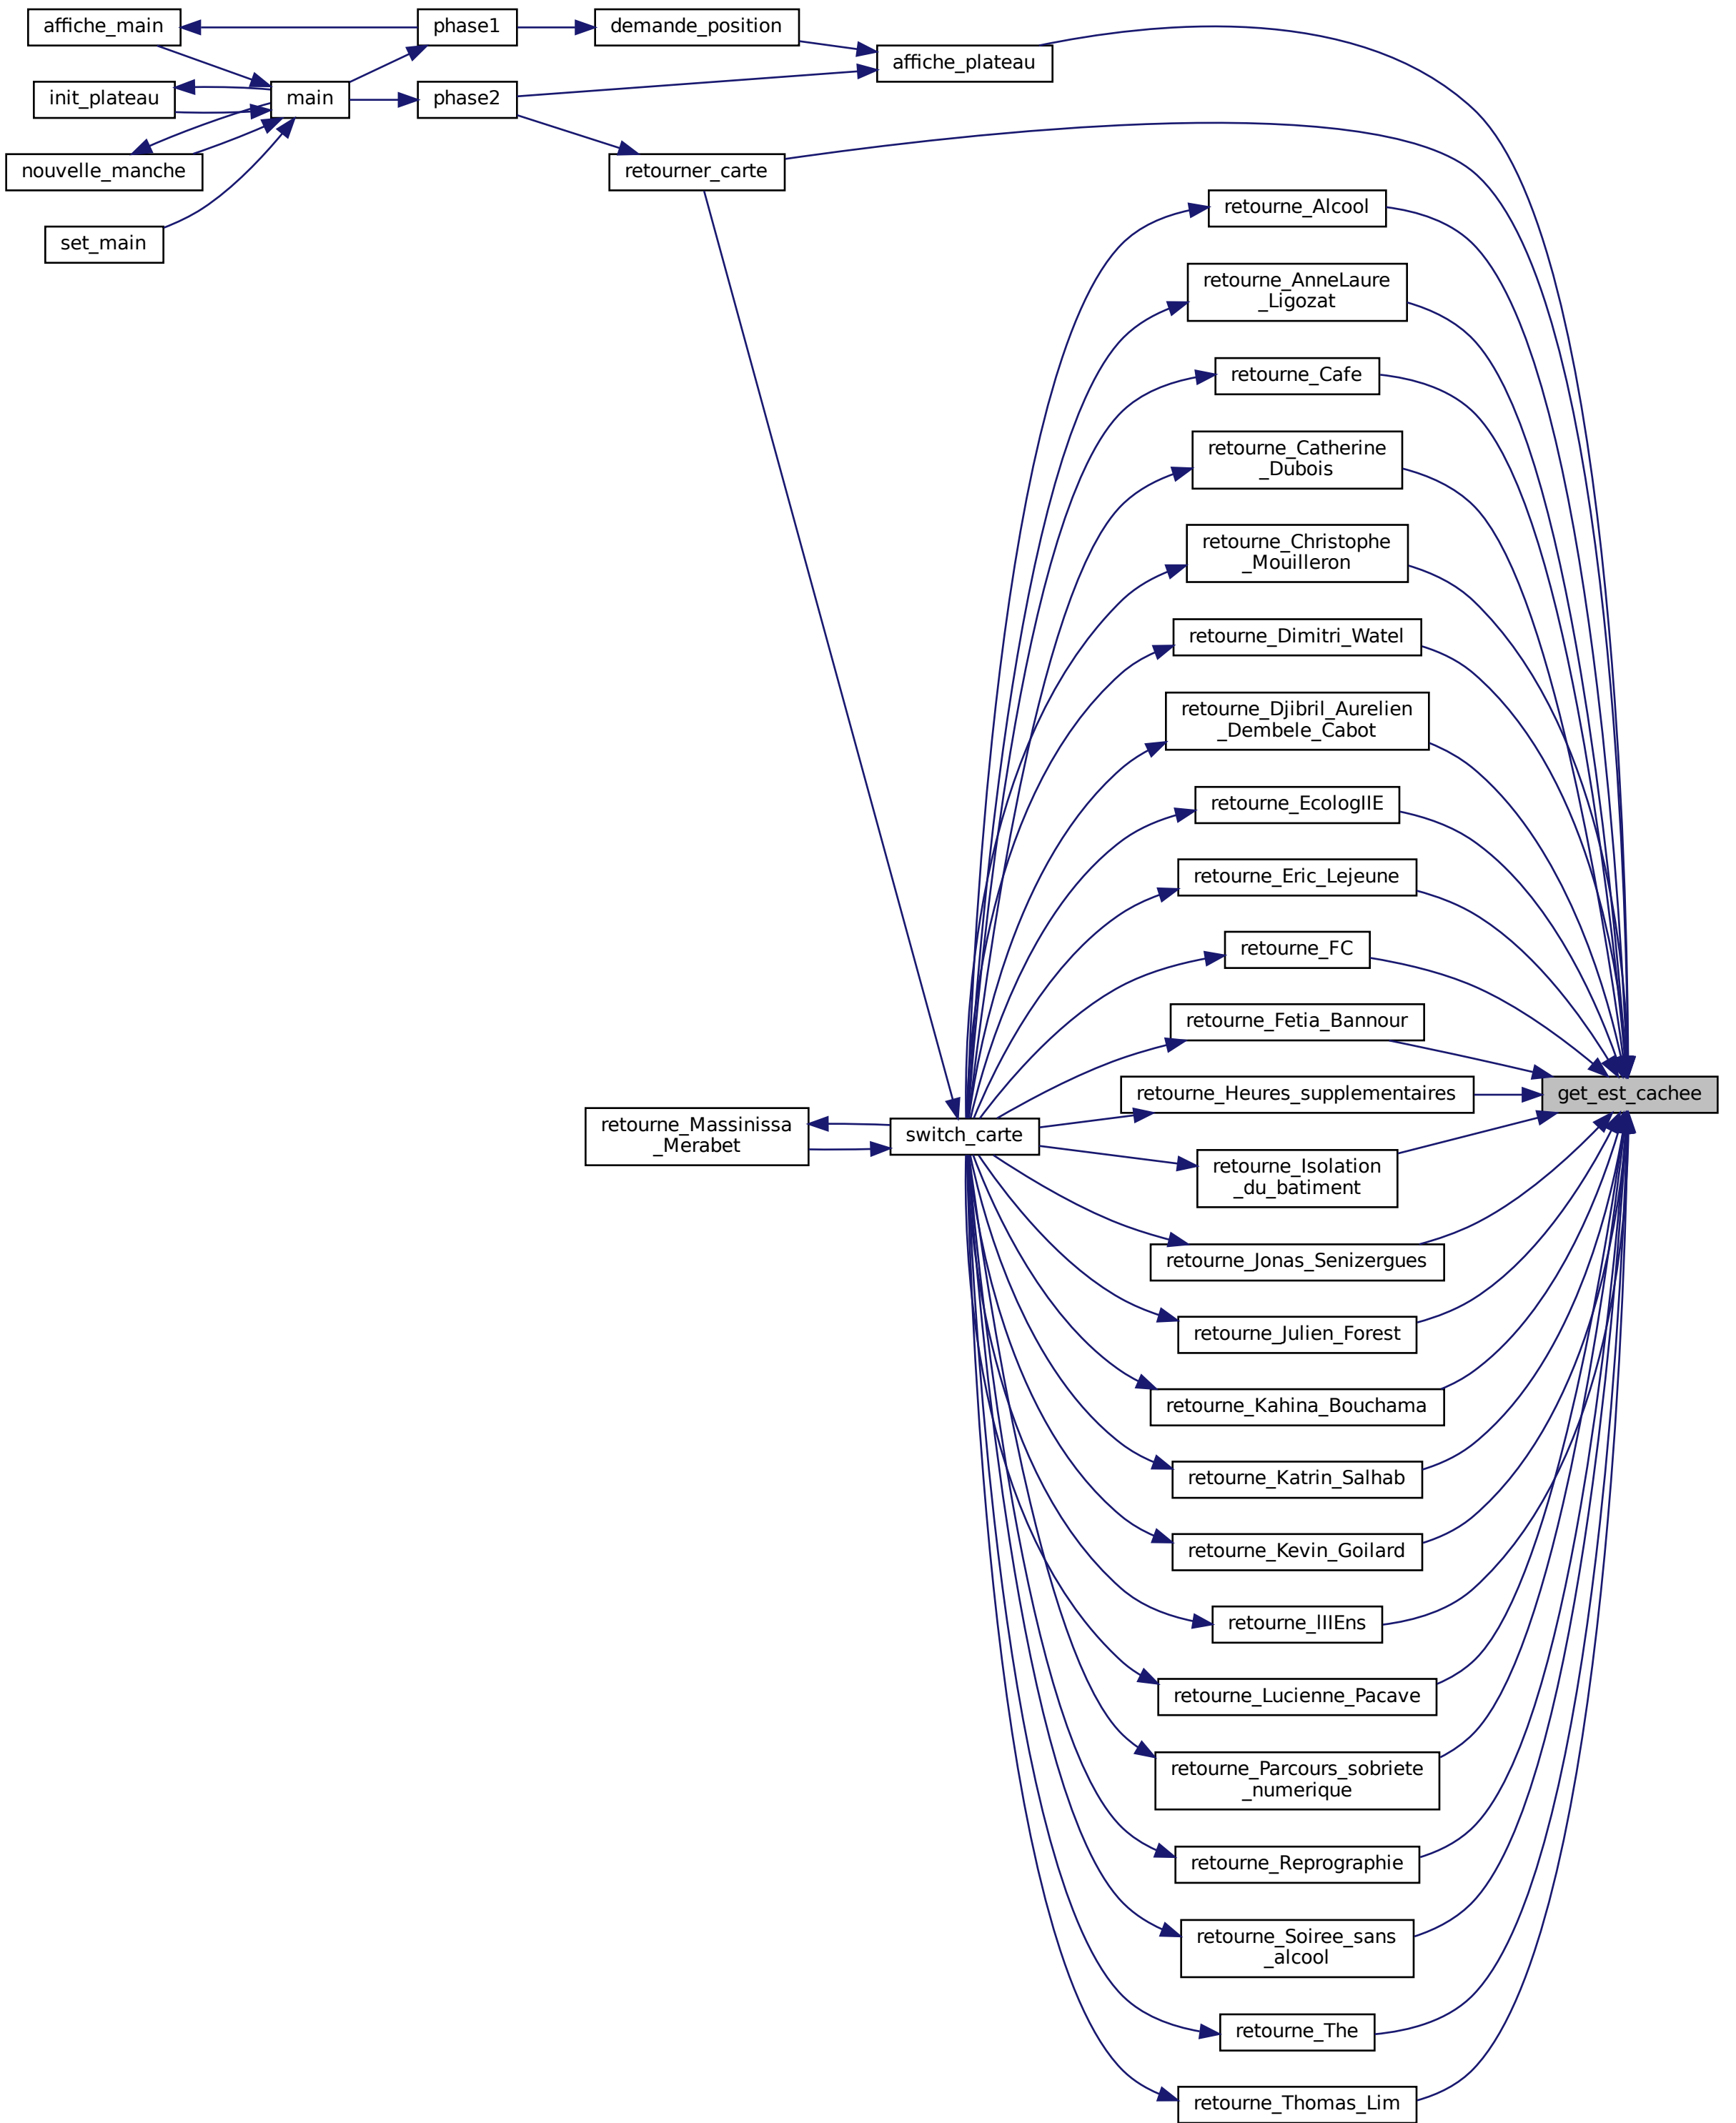 affiche_main
phase1
demande_position
affiche_plateau
init_plateau
main
phase2
nouvelle_manche
retourner_carte
set_main
retourne_Alcool
retourne_AnneLaure
_Ligozat
retourne_Cafe
retourne_Catherine
_Dubois
retourne_Christophe
_Mouilleron
retourne_Dimitri_Watel
retourne_Djibril_Aurelien
_Dembele_Cabot
retourne_EcologIIE
retourne_Eric_Lejeune
retourne_FC
retourne_Fetia_Bannour
retourne_Heures_supplementaires
get_est_cachee
retourne_Massinissa
_Merabet
switch_carte
retourne_Isolation
_du_batiment
retourne_Jonas_Senizergues
retourne_Julien_Forest
retourne_Kahina_Bouchama
retourne_Katrin_Salhab
retourne_Kevin_Goilard
retourne_lIIEns
retourne_Lucienne_Pacave
retourne_Parcours_sobriete
_numerique
retourne_Reprographie
retourne_Soiree_sans
_alcool
retourne_The
retourne_Thomas_Lim